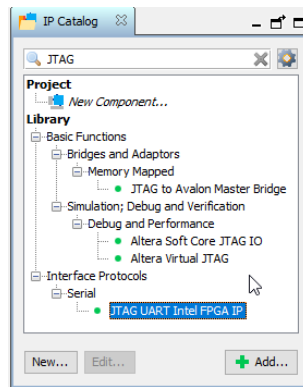 IP Catalog
JTAG
Project
New Component...
Library
Basic Functions
Bridges and Adaptors
Memory Mapped
JTAG to Avalon Master Bridge
Simulation; Debug and Verification
Debug and Performance
Altera Soft Core JTAG IO
Altera Virtual JTAG
Interface Protocols
Serial
JTAG UART Intel FPGA IP
New... Edit... Add...